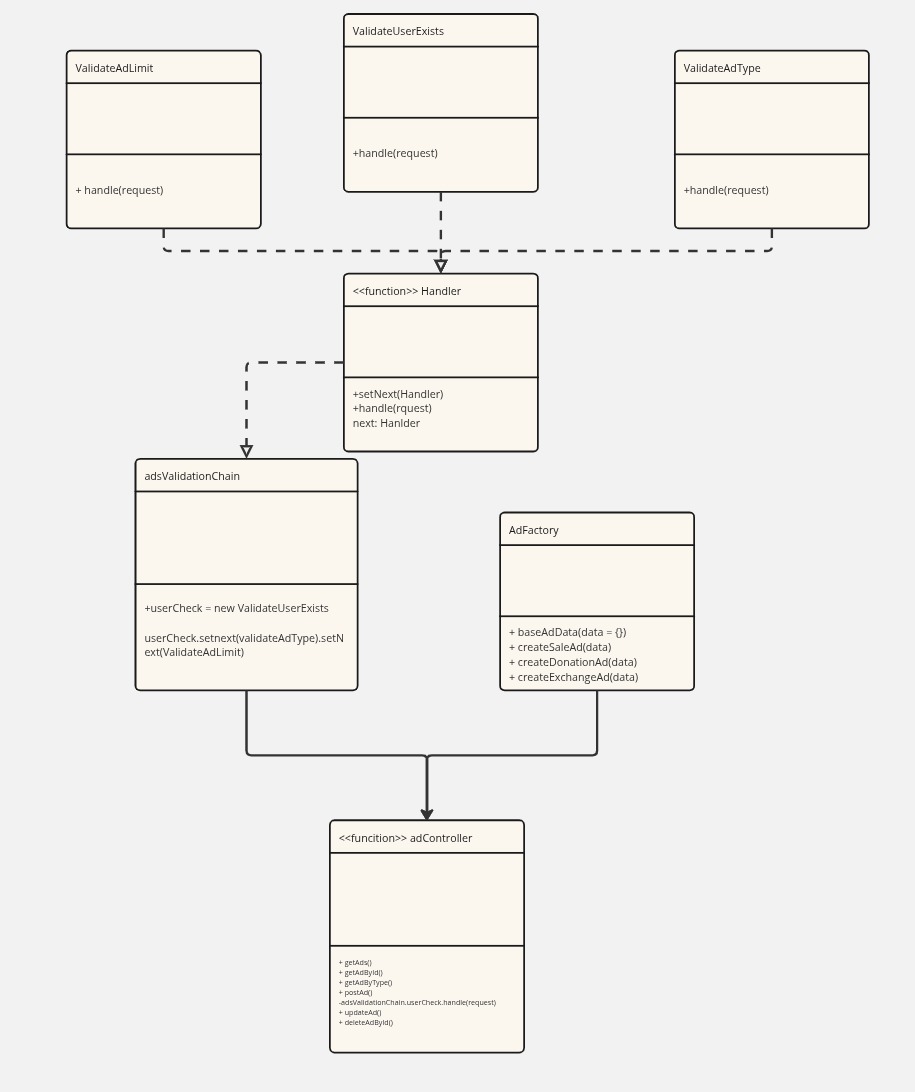 ValidateUserExists
+handle(request)
ValidateAdLimit
+ handle(request)
ValidateAdType
+handle(request)
<<function>> Handler
+setNext(Handler)
+handle(rquest)
next: Hanlder
adsValidationChain
+userCheck = new ValidateUserExists
userCheck.setnext(validateAdType).setN
ext(ValidateAdLimit)
AdFactory
+ baseAdData(data = {})
+ createSaleAd(data)
+ createDonationAd(data)
+ createExchangeAd(data)
<<funcition>> adController
+ getAds()
+ getAdById()
+ getAdByType()
+ postAd()
-adsValidationChain.userCheck.handle(request)
+ updateAd()
+ deleteAdById()